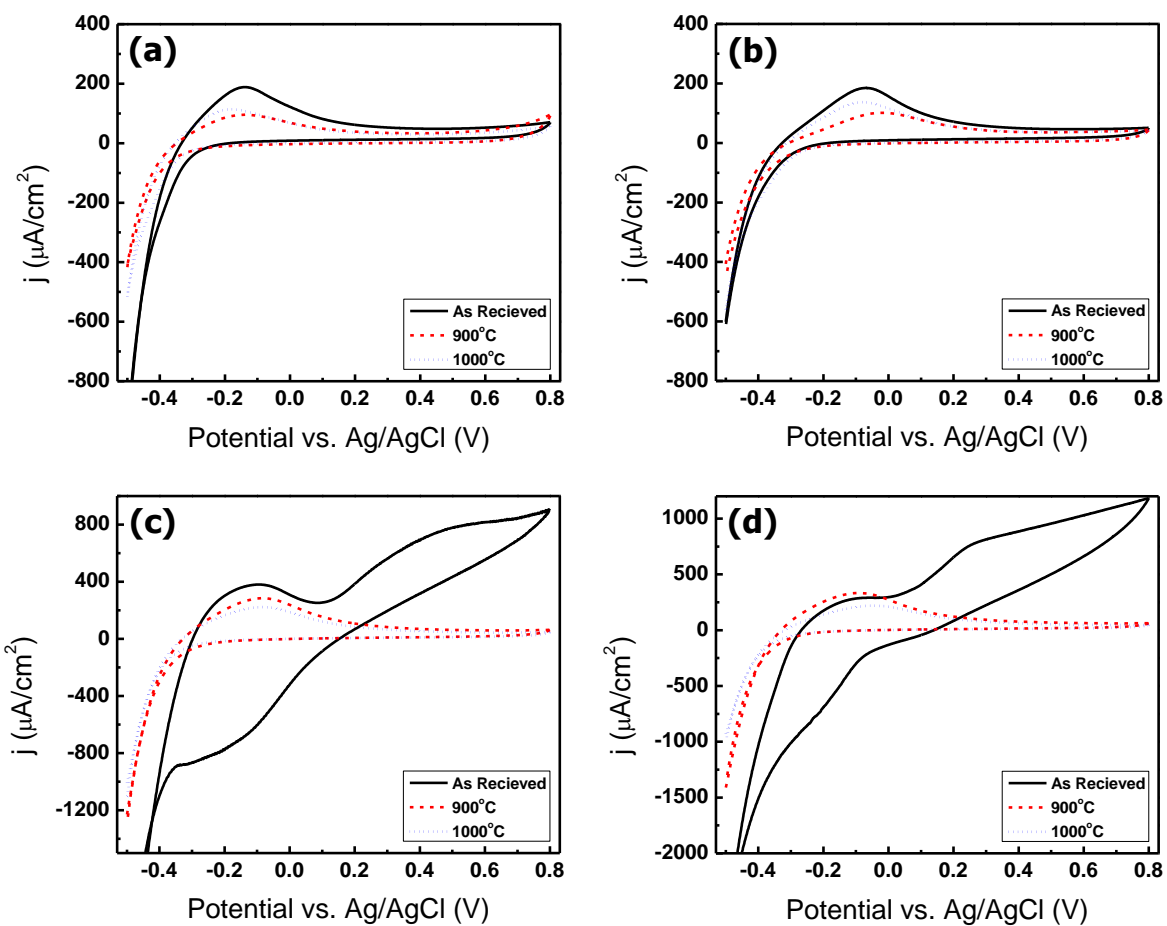 (a)
400
200
0
-200
-400
-600
-800
j (μA/cm²)
-0.4 -0.2 0.0 0.2 0.4 0.6 0.8
Potential vs. Ag/AgCl (V)
As Recieved
900°C
1000°C
(b)
400
200
0
-200
-400
-600
-800
j (μA/cm²)
-0.4 -0.2 0.0 0.2 0.4 0.6 0.8
Potential vs. Ag/AgCl (V)
As Recieved
900°C
1000°C
(c)
800
400
0
-400
-800
-1200
j (μA/cm²)
-0.4 -0.2 0.0 0.2 0.4 0.6 0.8
Potential vs. Ag/AgCl (V)
As Recieved
900°C
1000°C
(d)
1000
500
0
-500
-1000
-1500
-2000
j (μA/cm²)
-0.4 -0.2 0.0 0.2 0.4 0.6 0.8
Potential vs. Ag/AgCl (V)
As Recieved
900°C
1000°C